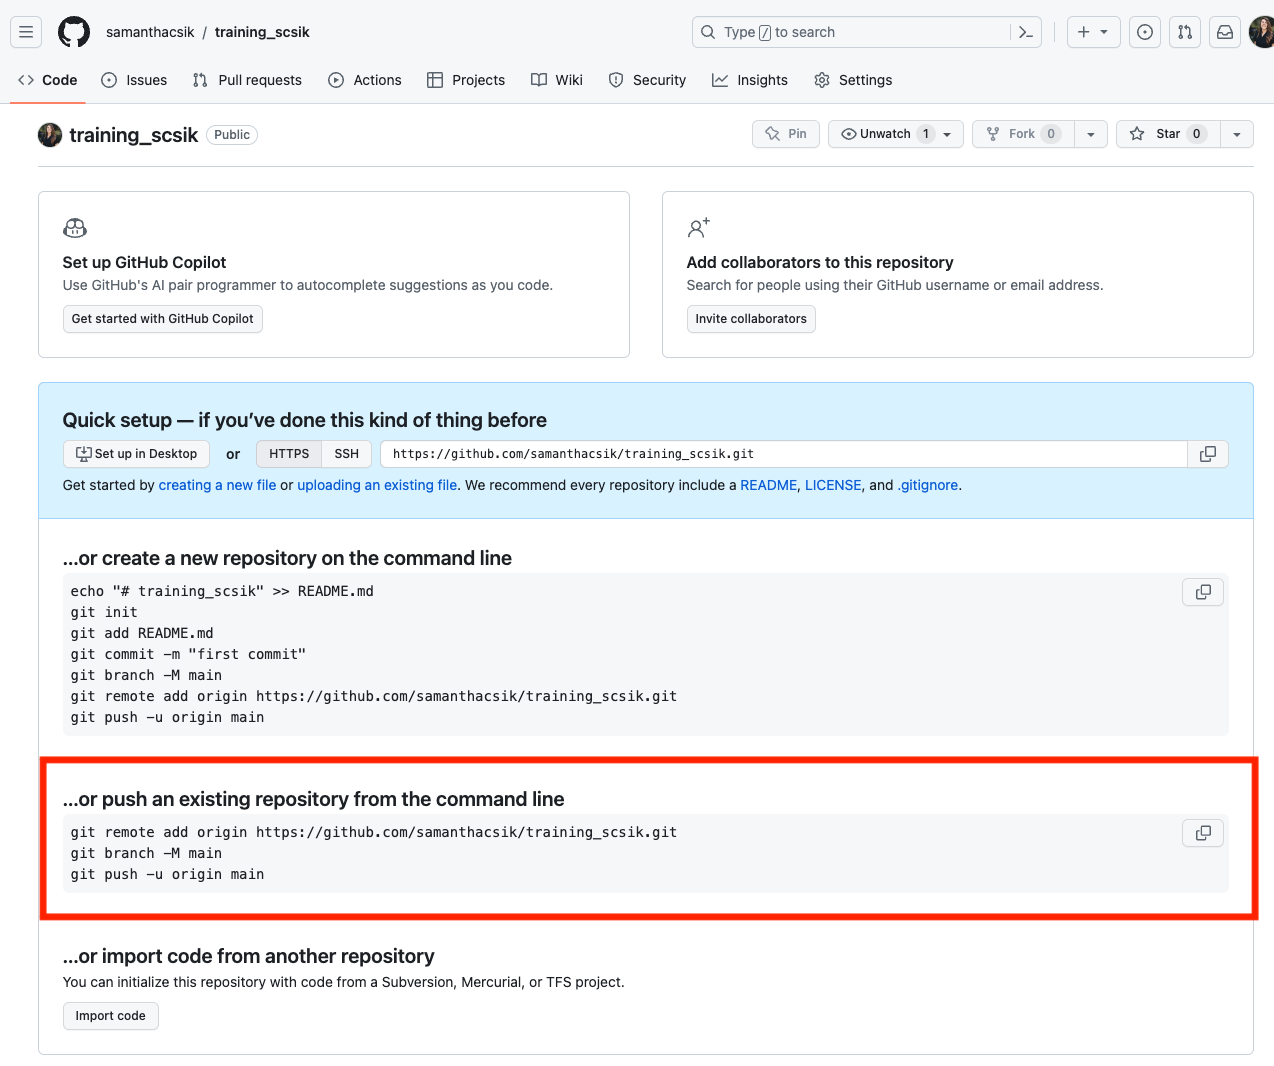 samanthacsik / training_scsik
Type / to search
Code Issues Pull requests Actions Projects Wiki Security Insights Settings
training_scsik Public
Pin Unwatch 1 Fork 0 Star 0
Set up GitHub Copilot
Use GitHub's AI pair programmer to autocomplete suggestions as you code.
Get started with GitHub Copilot
Add collaborators to this repository
Search for people using their GitHub username or email address.
Invite collaborators
Quick setup — if you’ve done this kind of thing before
Set up in Desktop or HTTPS SSH https://github.com/samanthacsik/training_scsik.git
Get started by creating a new file or uploading an existing file. We recommend every repository include a README, LICENSE, and .gitignore.
…or create a new repository on the command line
echo "# training_scsik" >> README.md
git init
git add README.md
git commit -m "first commit"
git branch -M main
git remote add origin https://github.com/samanthacsik/training_scsik.git
git push -u origin main
…or push an existing repository from the command line
git remote add origin https://github.com/samanthacsik/training_scsik.git
git branch -M main
git push -u origin main
…or import code from another repository
You can initialize this repository with code from a Subversion, Mercurial, or TFS project.
Import code